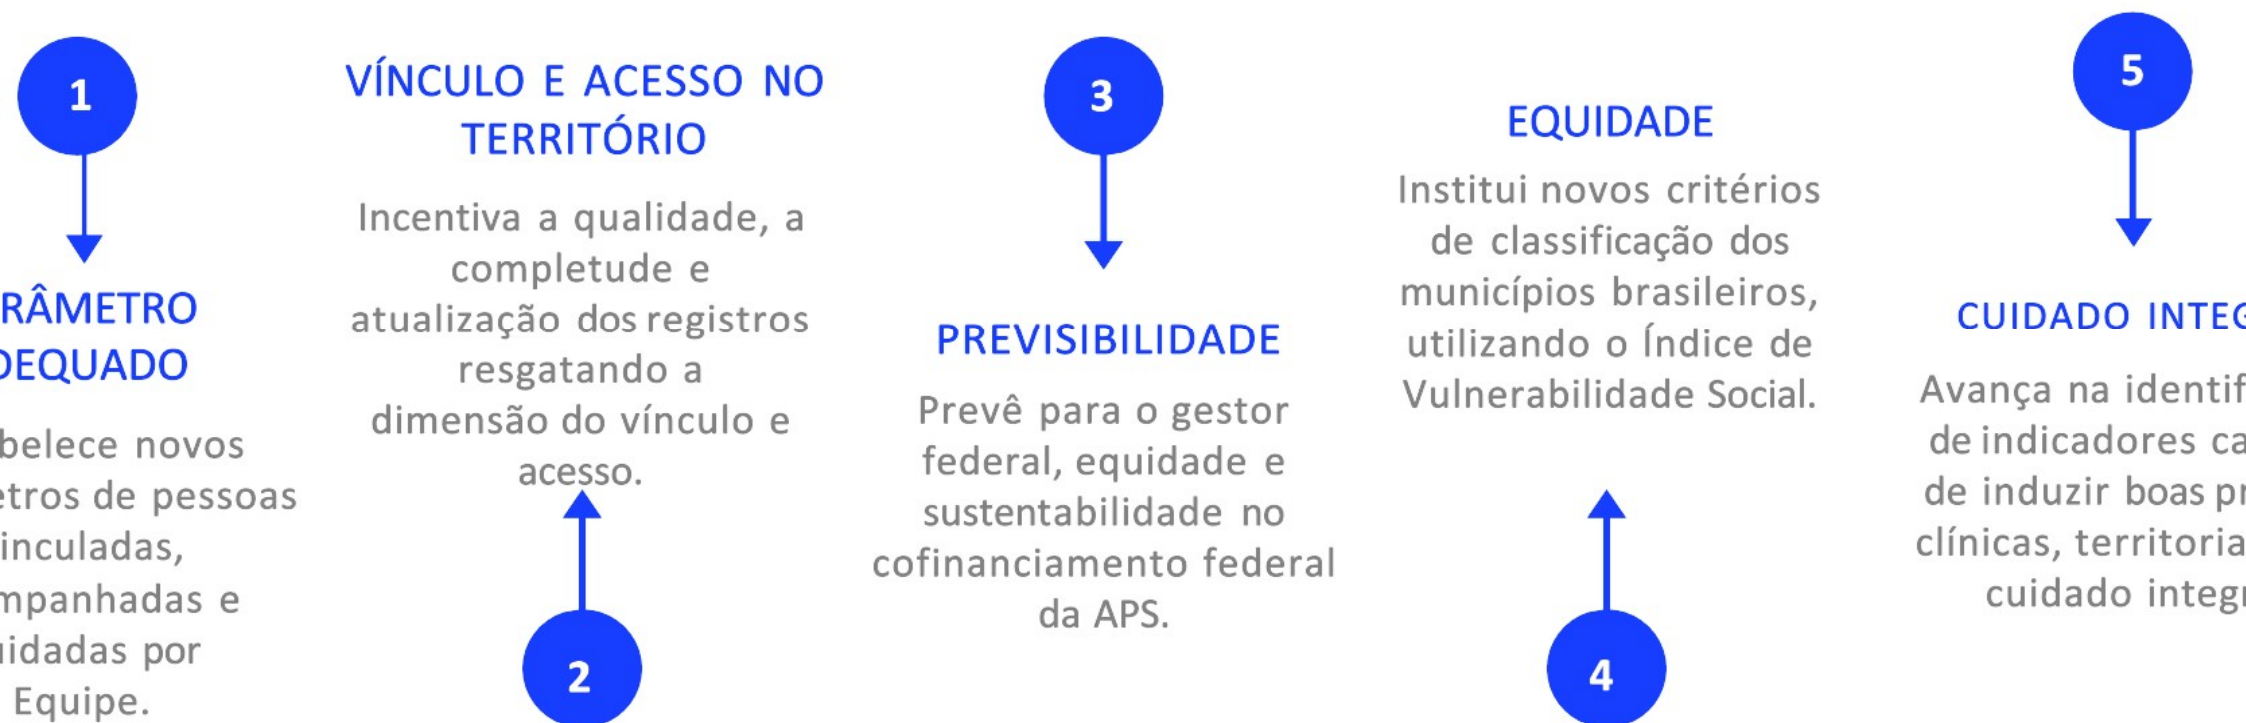 1
RÂMETRO
DEQUADO
belece novos
etros de pessoas
inculadas,
mpanhadas e
uidadas por
Equipe.
VÍNCULO E ACESSO NO
TERRITÓRIO
Incentiva a qualidade, a
completude e
atualização dos registros
resgatando a
dimensão do vínculo e
acesso.
2
3
PREVISIBILIDADE
Prevê para o gestor
federal, equidade e
sustentabilidade no
cofinanciamento federal
da APS.
EQUIDADE
Institui novos critérios
de classificação dos
municípios brasileiros,
utilizando o Índice de
Vulnerabilidade Social.
4
5
CUIDADO INTEG
Avança na identif
de indicadores ca
de induzir boas pr
clínicas, territoria
cuidado integr